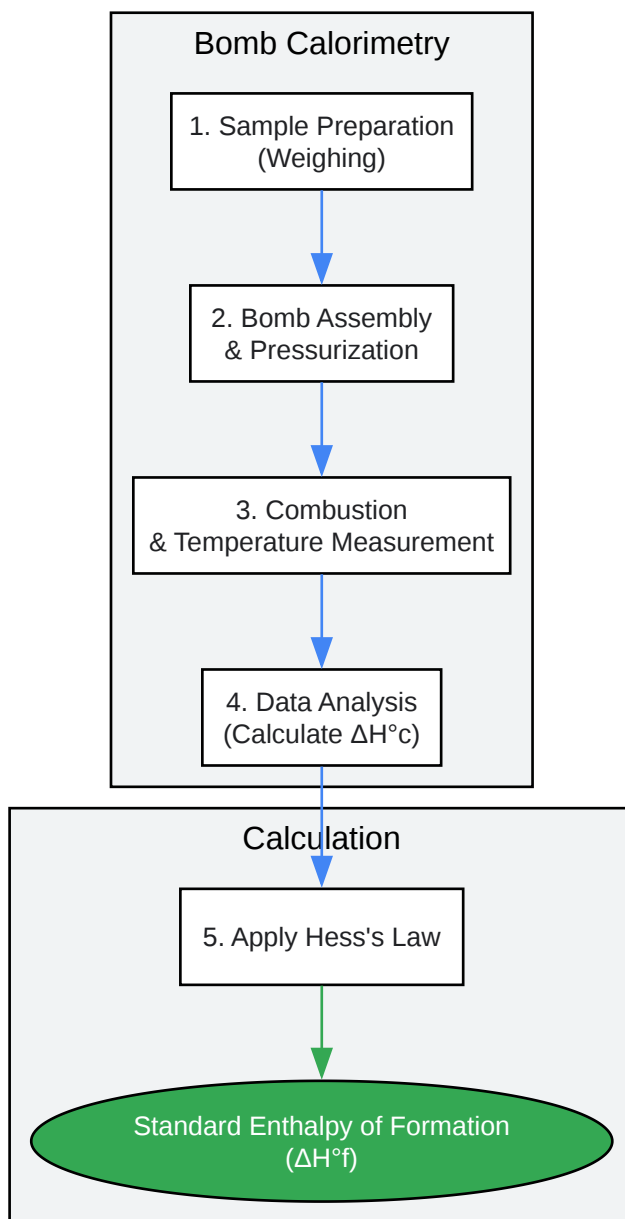 Bomb Calorimetry
1. Sample Preparation
(Weighing)
2. Bomb Assembly
& Pressurization
3. Combustion
& Temperature Measurement
4. Data Analysis
(Calculate ΔH°c)
Calculation
5. Apply Hess's Law
Standard Enthalpy of Formation
(ΔH°f)